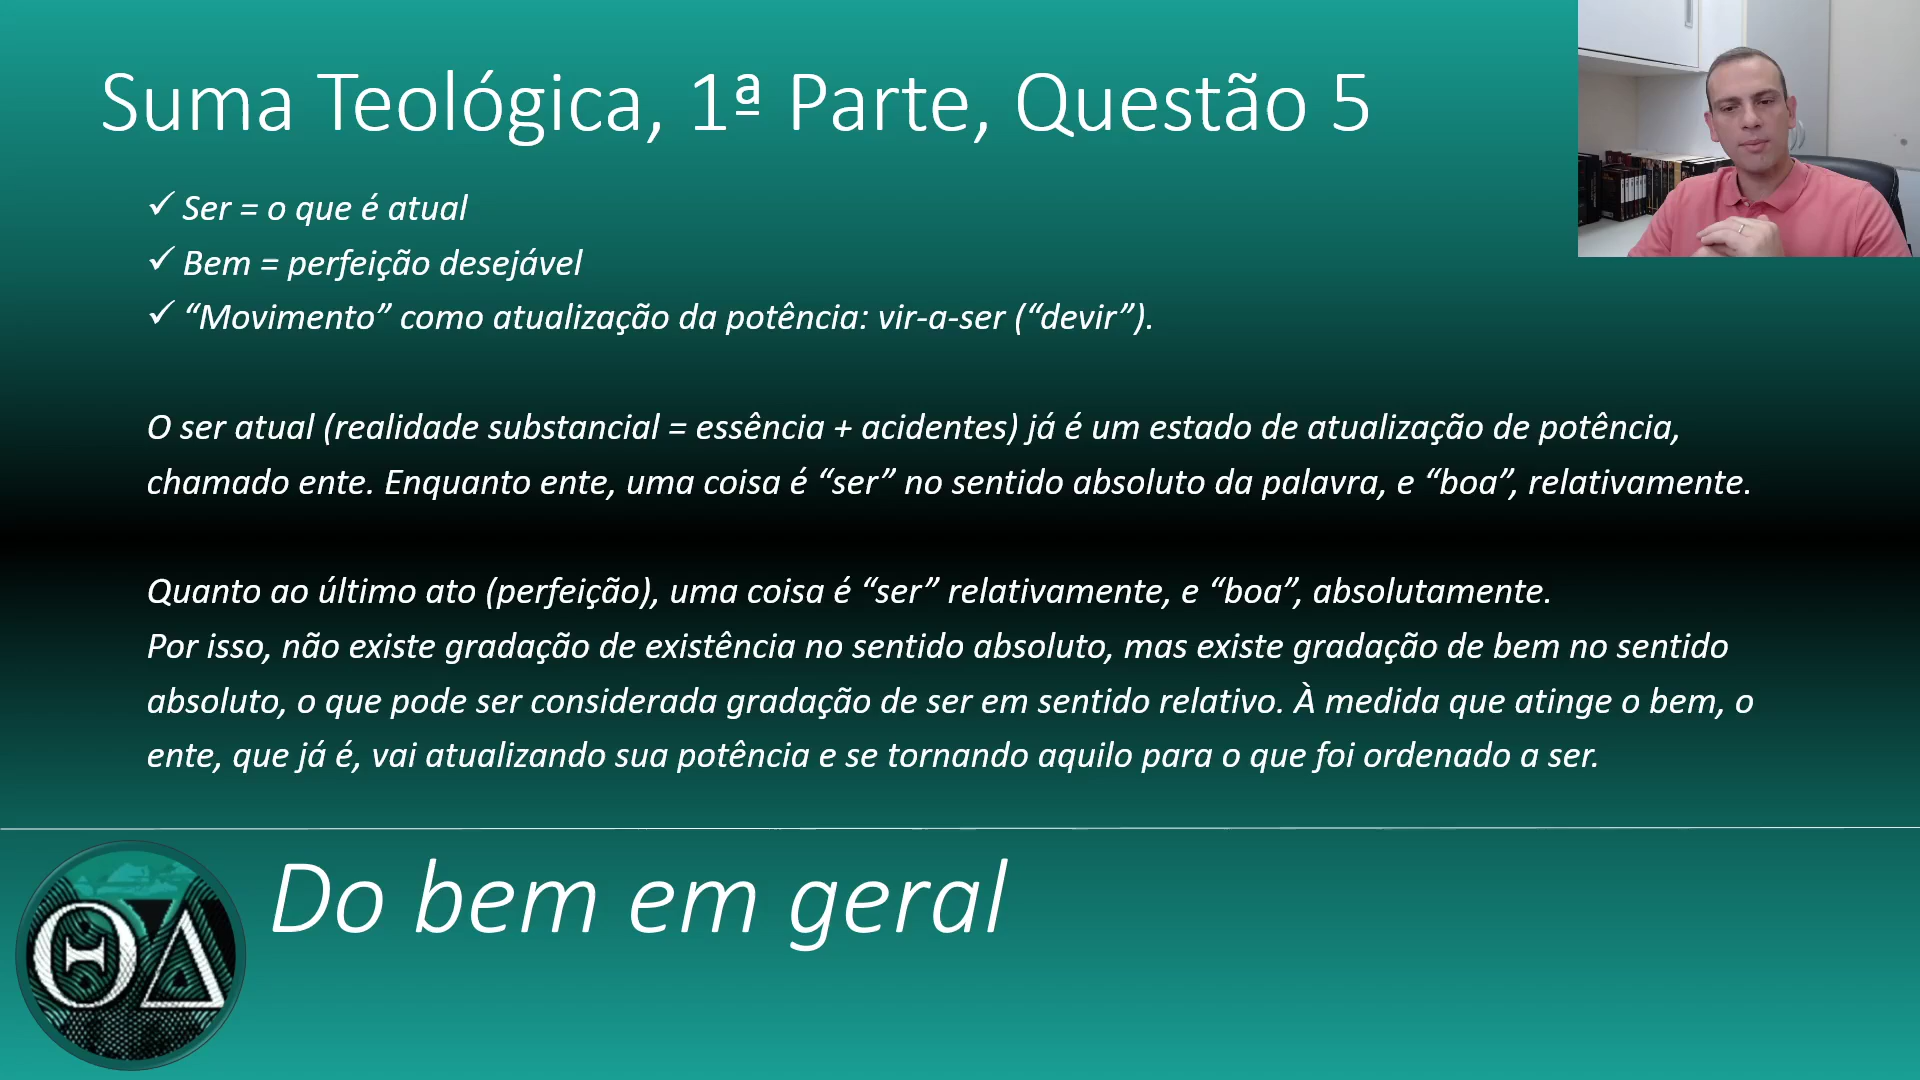 Suma Teológica, 1ª Parte, Questão 5
✓ Ser = o que é atual
✓ Bem = perfeição desejável
✓ “Movimento” como atualização da potência: vir-a-ser (“devir”).
O ser atual (realidade substancial = essência + acidentes) já é um estado de atualização de potência,
chamado ente. Enquanto ente, uma coisa é “ser” no sentido absoluto da palavra, e “boa”, relativamente.
Quanto ao último ato (perfeição), uma coisa é “ser” relativamente, e “boa”, absolutamente.
Por isso, não existe gradação de existência no sentido absoluto, mas existe gradação de bem no sentido
absoluto, o que pode ser considerada gradação de ser em sentido relativo. À medida que atinge o bem, o
ente, que já é, vai atualizando sua potência e se tornando aquilo para o que foi ordenado a ser.
Do bem em geral
ΘΔ